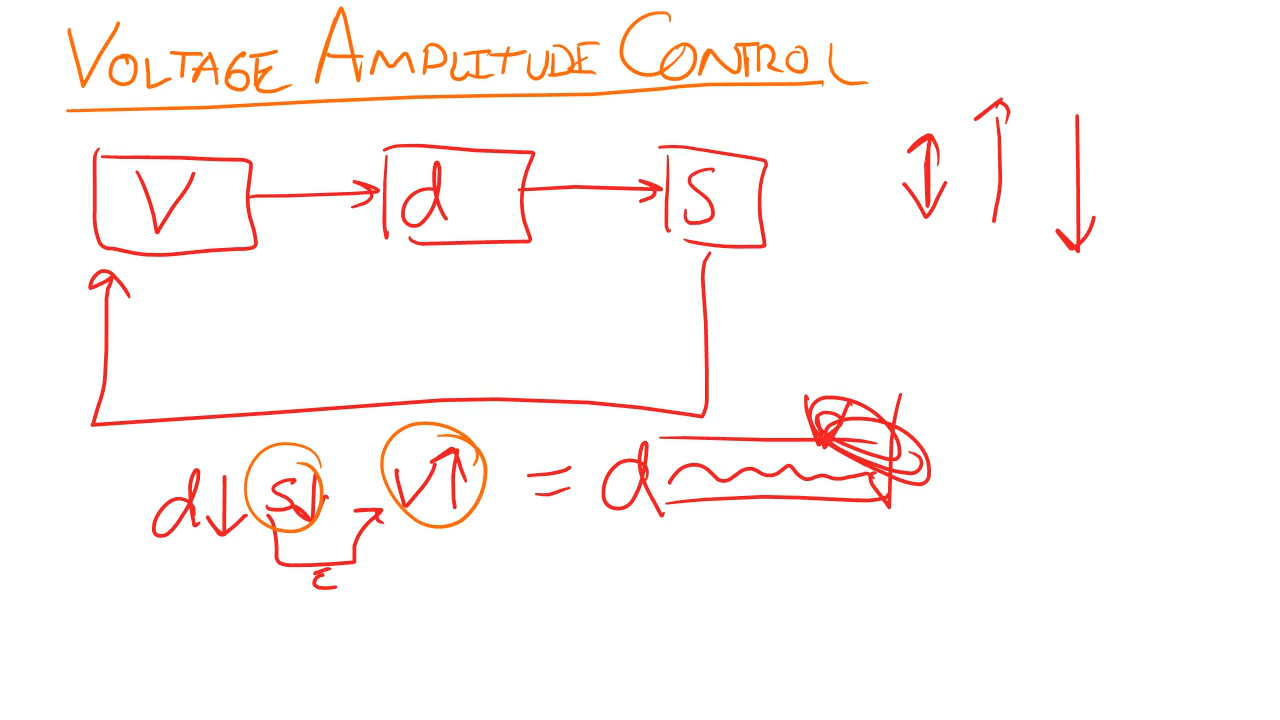 VOLTAGE AMPLITUDE CONTROL
V d S
d↓ S↓ V↑ = d
c